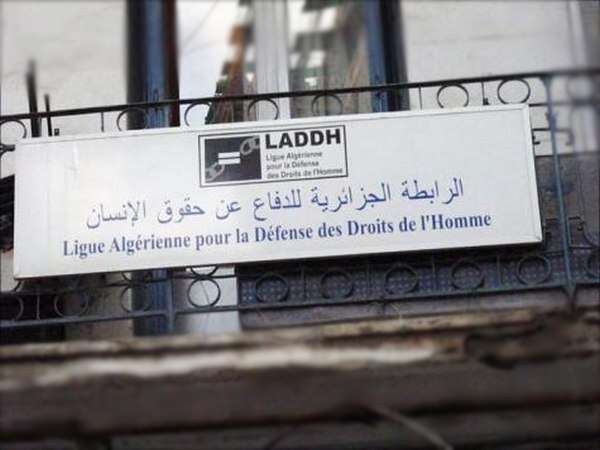 LADDH
Ligue Algérienne
pour la Défense
des Droits de l'Homme
الرابطة الجزائرية للدفاع عن حقوق الإنسان
Ligue Algérienne pour la Défense des Droits de l'Homme